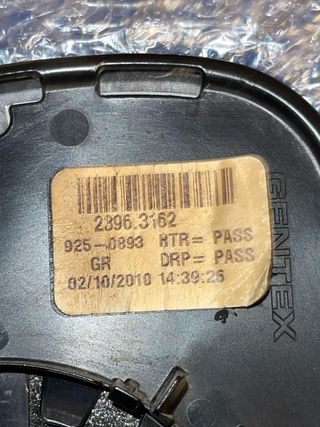 2396.3162
925-0893 HTR= PASS
GR DRP= PASS
02/10/2010 14:39:26
GENTEX